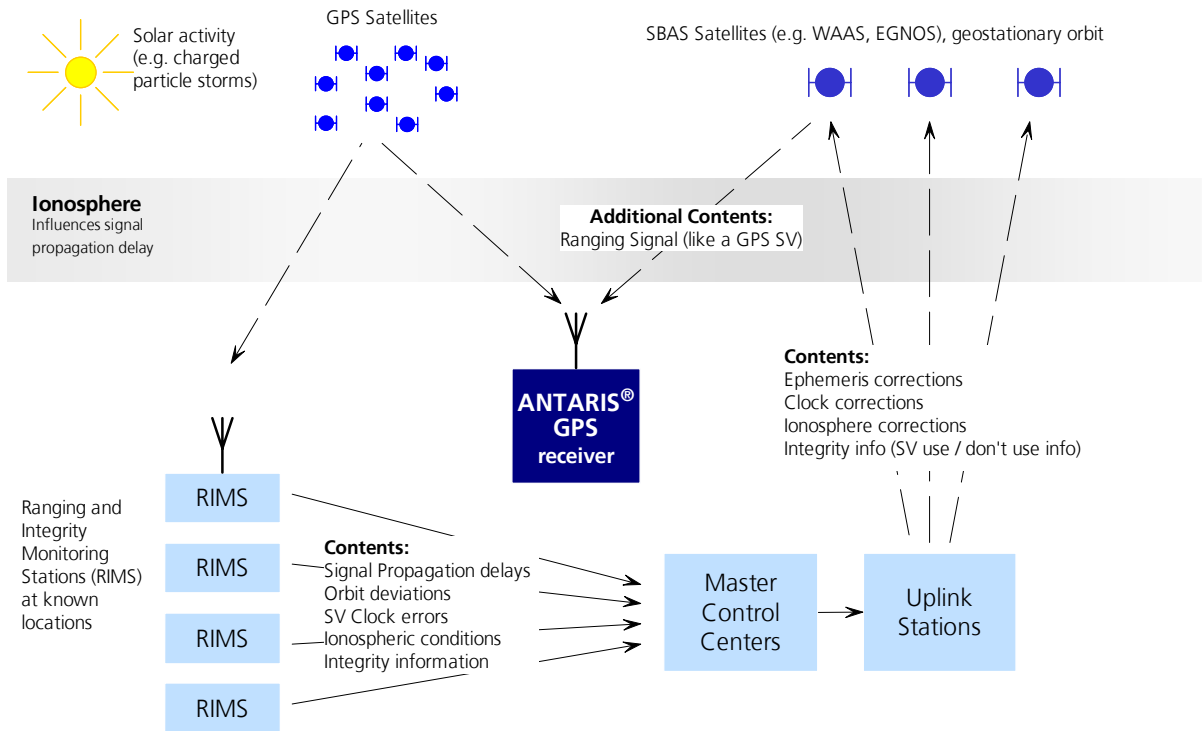 GPS Satellites
Solar activity
(e.g. charged
particle storms)
SBAS Satellites (e.g. WAAS, EGNOS), geostationary orbit
Ionosphere
Influences signal
propagation delay
Additional Contents:
Ranging Signal (like a GPS SV)
ANTARIS®
GPS
receiver
Contents:
Ephemeris corrections
Clock corrections
Ionosphere corrections
Integrity info (SV use / don't use info)
Ranging and
Integrity
Monitoring
Stations (RIMS)
at known
locations
RIMS
RIMS
RIMS
RIMS
Contents:
Signal Propagation delays
Orbit deviations
SV Clock errors
Ionospheric conditions
Integrity information
Master
Control
Centers
Uplink
Stations